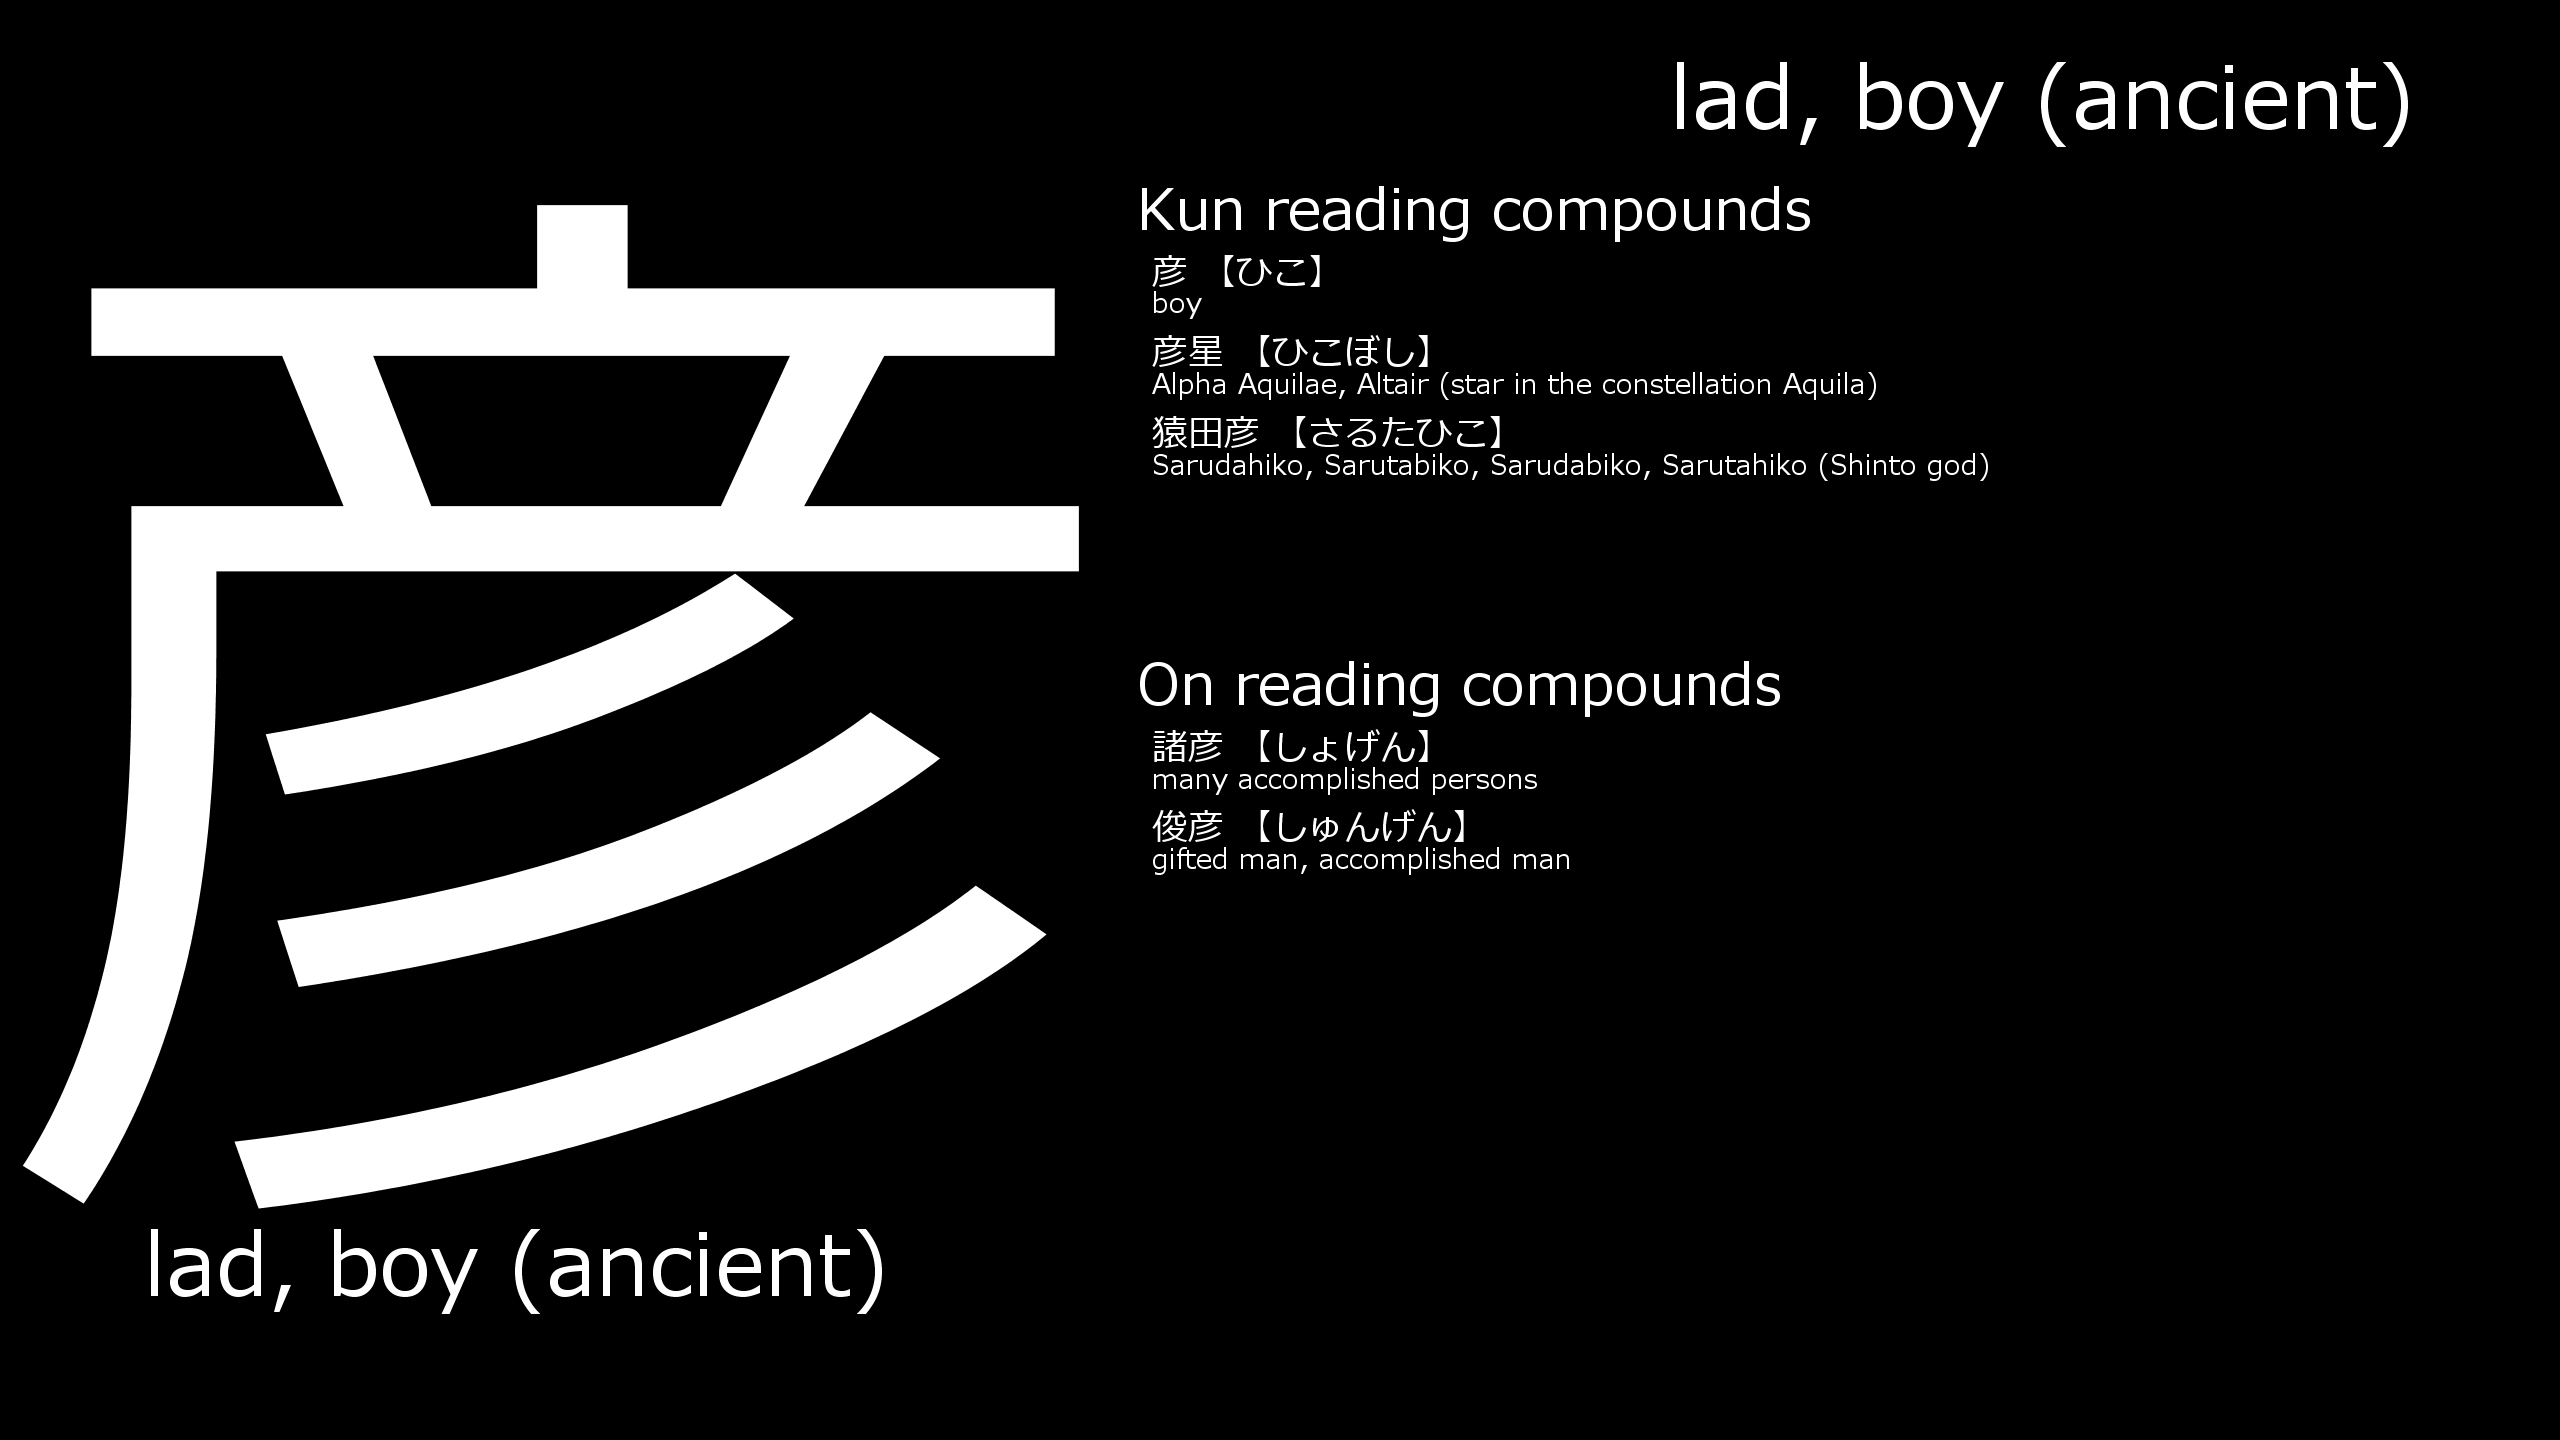 lad, boy (ancient)
彦
lad, boy (ancient)
Kun reading compounds
彦 【ひこ】
boy
彦星 【ひこぼし】
Alpha Aquilae, Altair (star in the constellation Aquila)
猿田彦 【さるたひこ】
Sarudahiko, Sarutabiko, Sarudabiko, Sarutahiko (Shinto god)
On reading compounds
諸彦 【しょげん】
many accomplished persons
俊彦 【しゅんげん】
gifted man, accomplished man